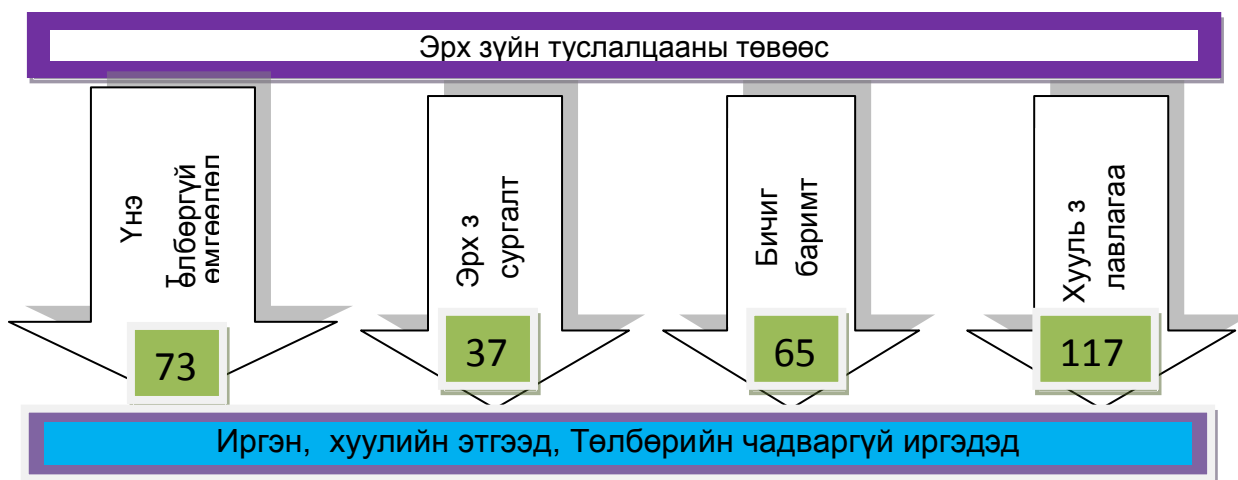 Эрх зүйн туслалцааны төвөөс
Үнэ
Төлбөргүй
өмгөөлөл
Эрх з
сургалт
Бичиг
баримт
Хууль з
лавлагаа
73
37
65
117
Иргэн, хуулийн этгээд, Төлбөрийн чадваргүй иргэдэд